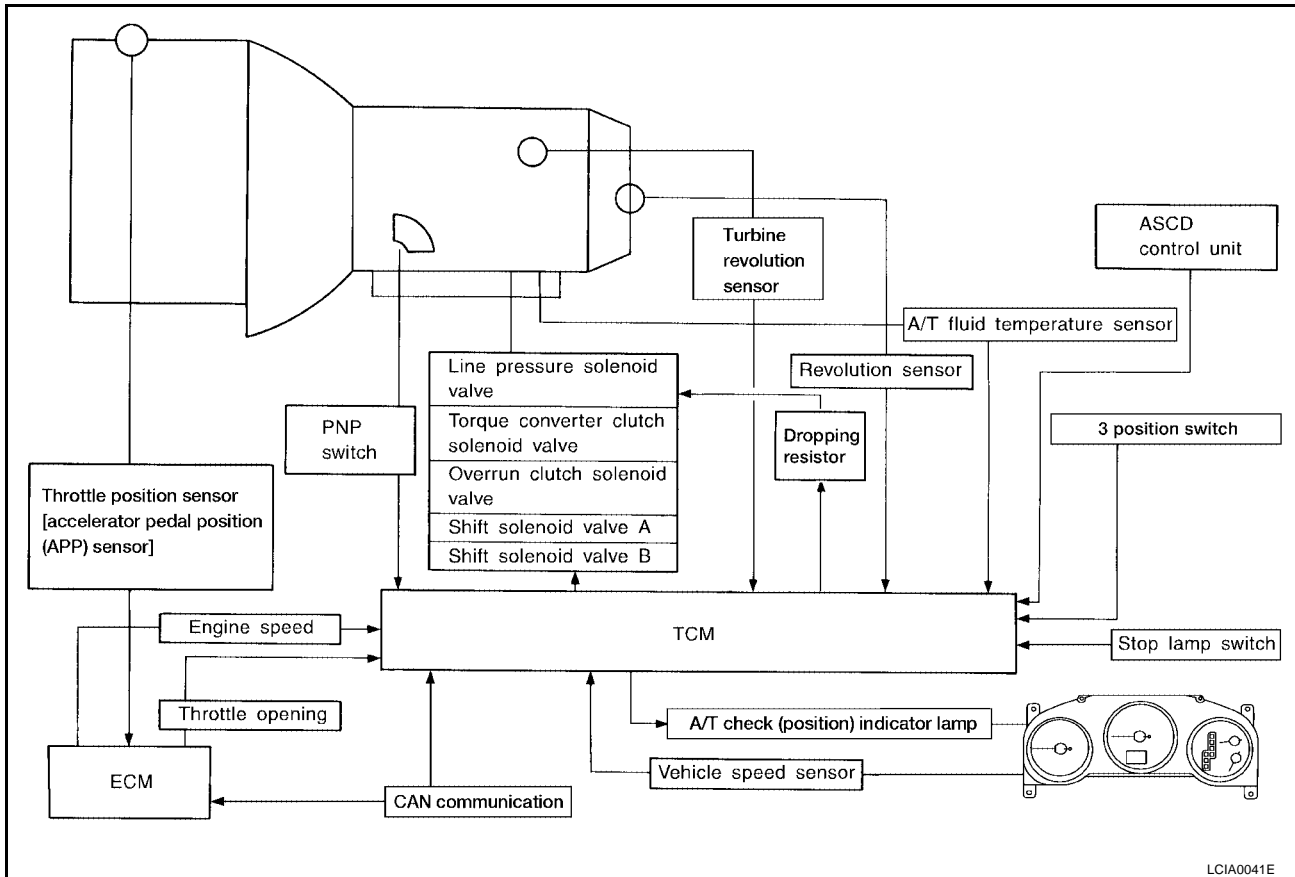 Turbine
revolution
sensor
ASCD
control unit
A/T fluid temperature sensor
Line pressure solenoid
valve
Torque converter clutch
solenoid valve
Overrun clutch solenoid
valve
Shift solenoid valve A
Shift solenoid valve B
Revolution sensor
PNP
switch
Dropping
resistor
3 position switch
Throttle position sensor
[accelerator pedal position
(APP) sensor]
Engine speed
TCM
Stop lamp switch
Throttle opening
A/T check (position) indicator lamp
ECM
Vehicle speed sensor
CAN communication
LCIA0041E